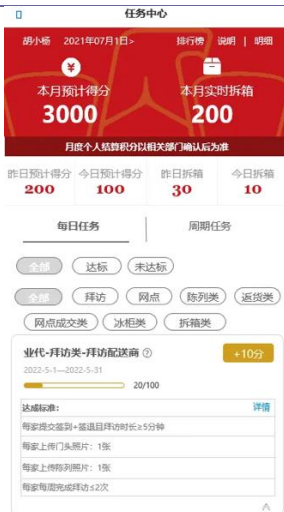 任务中心
胡小杨 2021年07月1日> 排行榜 说明 | 明细
¥
本月预计得分 本月实时拆箱
3000 200
月度个人结算积分以相关部门确认后为准
昨日预计得分 今日预计得分 昨日拆箱 今日拆箱
200 100 30 10
每日任务 周期任务
全部 达标 未达标
全部 拜访 网点 陈列类 返货类
网点成交类 冰柜类 拆箱类
业代-拜访类-拜访配送商 ? +10分
2022-5-1—2022-5-31
20/100
达成标准: 详情
每家提交签到+签退且拜访时长≥5分钟
每家上传门头照片: 1张
每家上传陈列照片: 1张
每家每周完成拜访≤2次